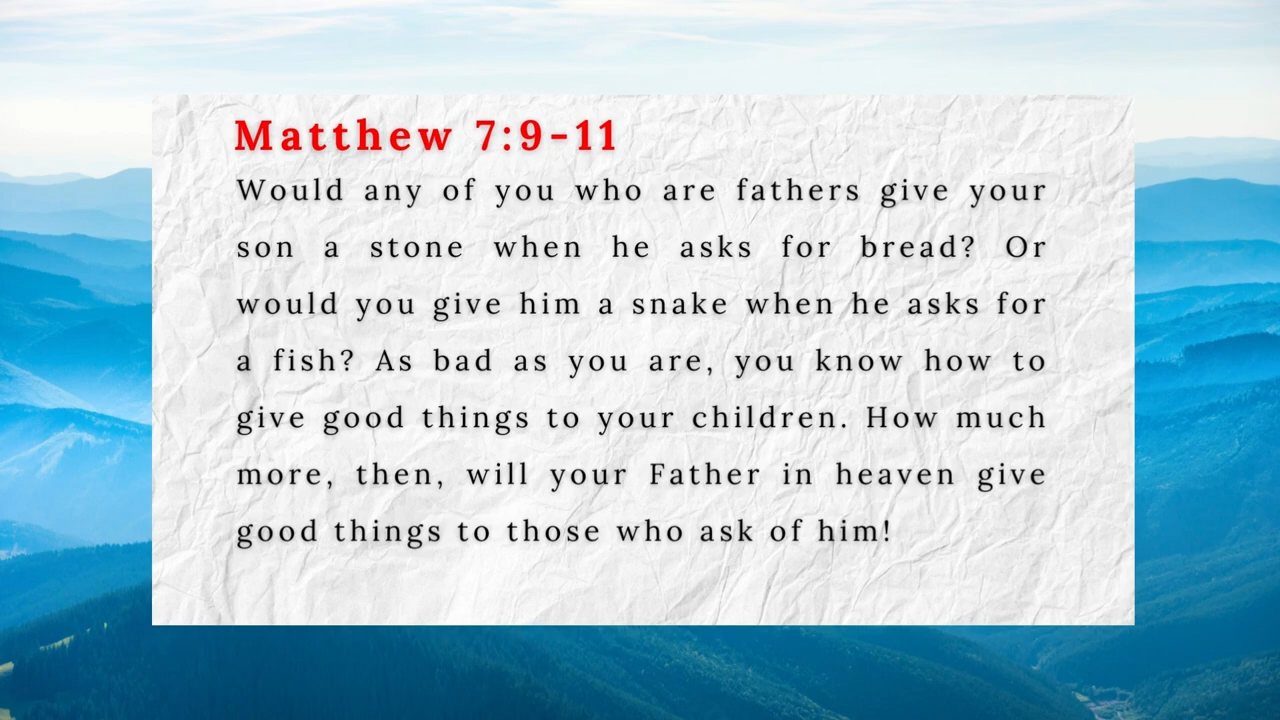 Matthew 7:9-11
Would any of you who are fathers give your
son a stone when he asks for bread? Or
would you give him a snake when he asks for
a fish? As bad as you are, you know how to
give good things to your children. How much
more, then, will your Father in heaven give
good things to those who ask of him!